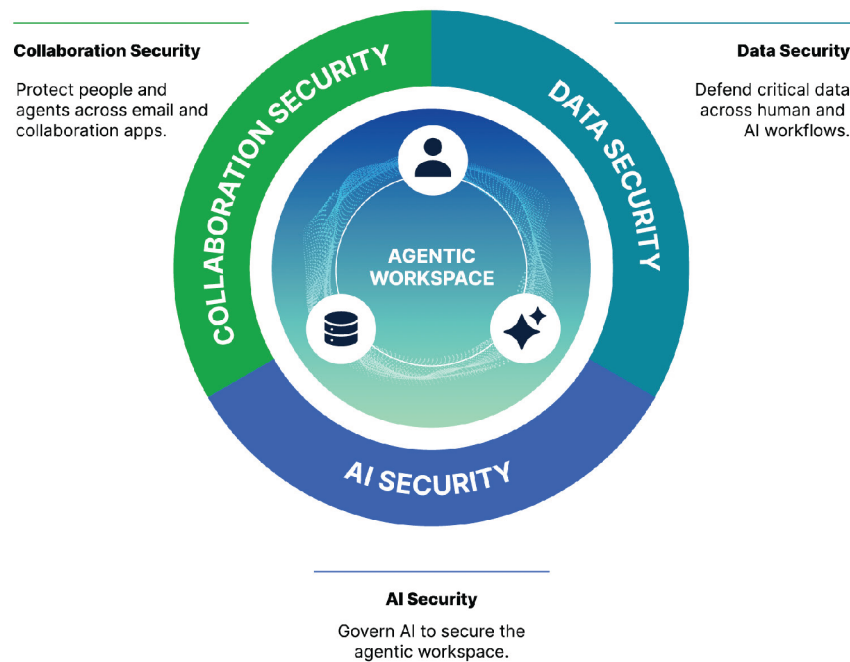 Collaboration Security
Protect people and
agents across email and
collaboration apps.
Data Security
Defend critical data
across human and
AI workflows.
COLLABORATION SECURITY
DATA SECURITY
AGENTIC
WORKSPACE
AI SECURITY
AI Security
Govern AI to secure the
agentic workspace.